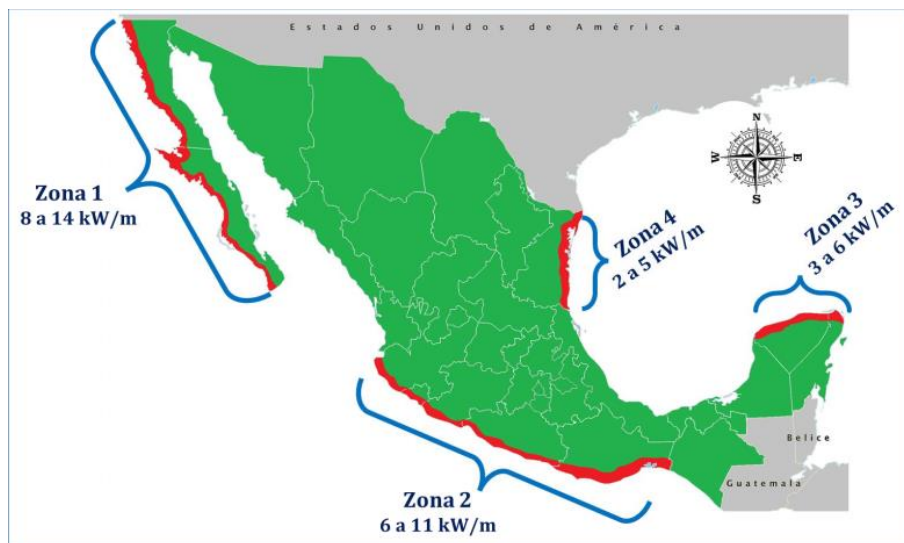 Estados Unidos de América
N
W
E
S
Zona 1
8 a 14 kW/m
Zona 4
2 a 5 kW/m
Zona 3
3 a 6 kW/m
Belice
Guatemala
Zona 2
6 a 11 kW/m